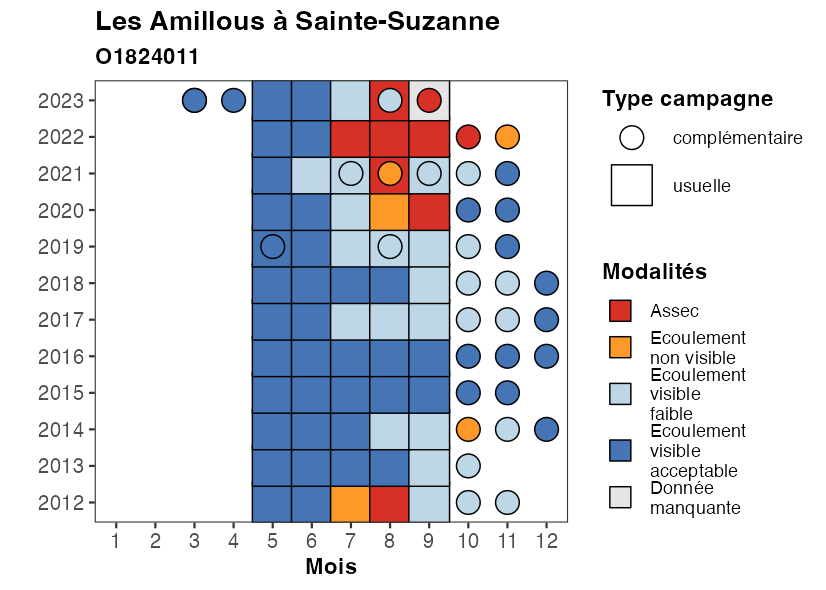 Les Amillous à Sainte-Suzanne
O1824011
2023
2022
2021
2020
2019
2018
2017
2016
2015
2014
2013
2012
1 2 3 4 5 6 7 8 9 10 11 12
Mois
Type campagne
complémentaire
usuelle
Modalités
Assec
Ecoulement
non visible
Ecoulement
visible
faible
Ecoulement
visible
acceptable
Donnée
manquante